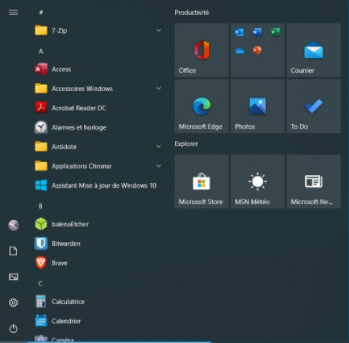 #
7-Zip
A
Access
Accessoires Windows
Acrobat Reader DC
Alarmes et horloge
Antidote
Applications Chrome
Assistant Mise à jour de Windows 10
B
balenaEtcher
Bitwarden
Brave
C
Calculatrice
Calendrier
Caméra
Productivité
Office
Courrier
Microsoft Edge
Photos
To Do
Explorer
Microsoft Store
MSN Météo
Microsoft Ne...